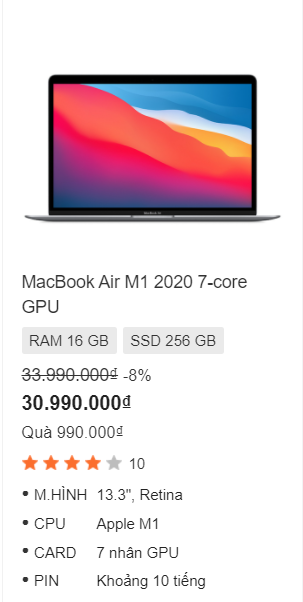 MacBook Air M1 2020 7-core
GPU
RAM 16 GB SSD 256 GB
33.990.000₫ -8%
30.990.000₫
Quà 990.000₫
10
• M.HÌNH 13.3", Retina
• CPU Apple M1
• CARD 7 nhân GPU
• PIN Khoảng 10 tiếng